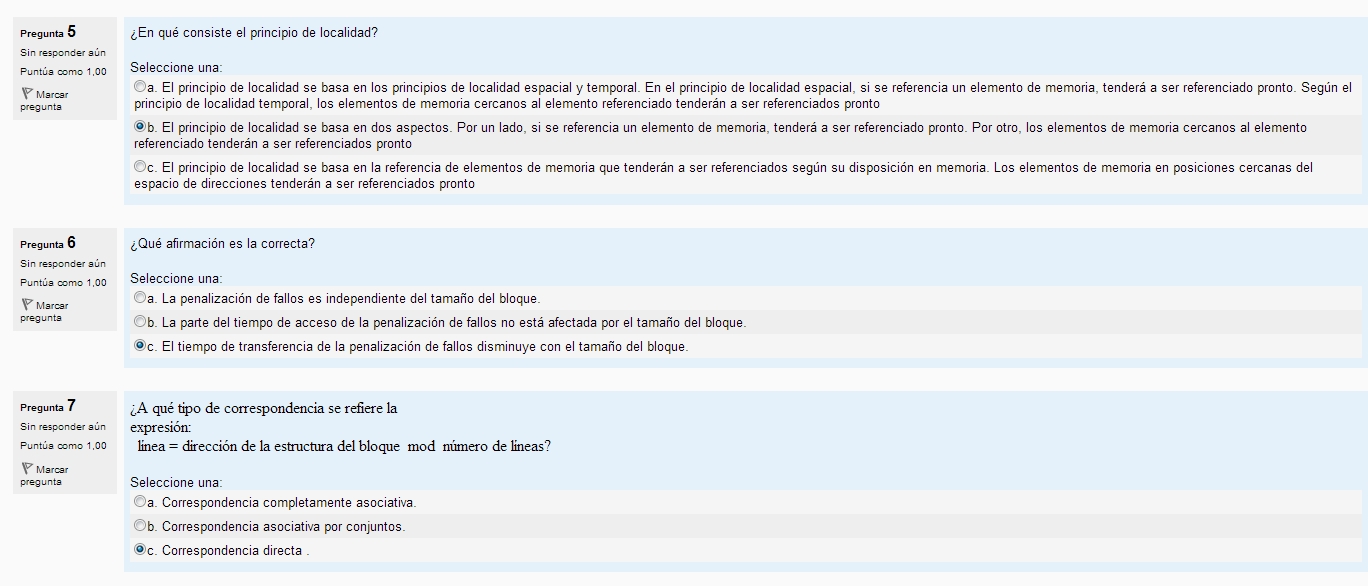 Pregunta 5
Sin responder aún
Puntúa como 1,00
Marcar
pregunta
¿En qué consiste el principio de localidad?
Seleccione una:
a. El principio de localidad se basa en los principios de localidad espacial y temporal. En el principio de localidad espacial, si se referencia un elemento de memoria, tenderá a ser referenciado pronto. Según el
principio de localidad temporal, los elementos de memoria cercanos al elemento referenciado tenderán a ser referenciados pronto
b. El principio de localidad se basa en dos aspectos. Por un lado, si se referencia un elemento de memoria, tenderá a ser referenciado pronto. Por otro, los elementos de memoria cercanos al elemento
referenciado tenderán a ser referenciados pronto
c. El principio de localidad se basa en la referencia de elementos de memoria que tenderán a ser referenciados según su disposición en memoria. Los elementos de memoria en posiciones cercanas del
espacio de direcciones tenderán a ser referenciados pronto
Pregunta 6
Sin responder aún
Puntúa como 1,00
Marcar
pregunta
¿Qué afirmación es la correcta?
Seleccione una:
a. La penalización de fallos es independiente del tamaño del bloque.
b. La parte del tiempo de acceso de la penalización de fallos no está afectada por el tamaño del bloque.
c. El tiempo de transferencia de la penalización de fallos disminuye con el tamaño del bloque.
Pregunta 7
Sin responder aún
Puntúa como 1,00
Marcar
pregunta
¿A qué tipo de correspondencia se refiere la
expresión:
línea = dirección de la estructura del bloque mod número de líneas?
Seleccione una:
a. Correspondencia completamente asociativa.
b. Correspondencia asociativa por conjuntos.
c. Correspondencia directa .